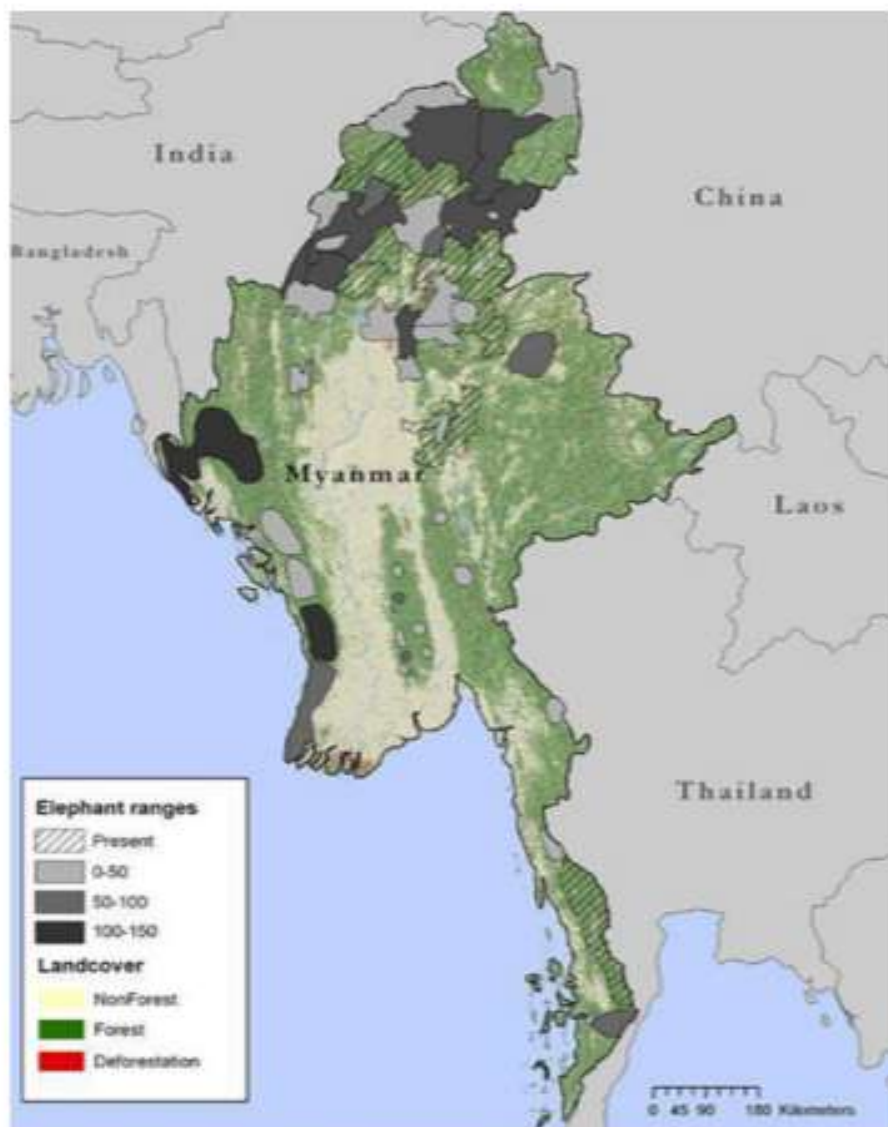 India
China
Bangladesh
Myanmar
Laos
Thailand
Elephant ranges
Present
0-50
50-100
100-150
Landcover
NonForest
Forest
Deforestation
0 45 90 180 Kilometers